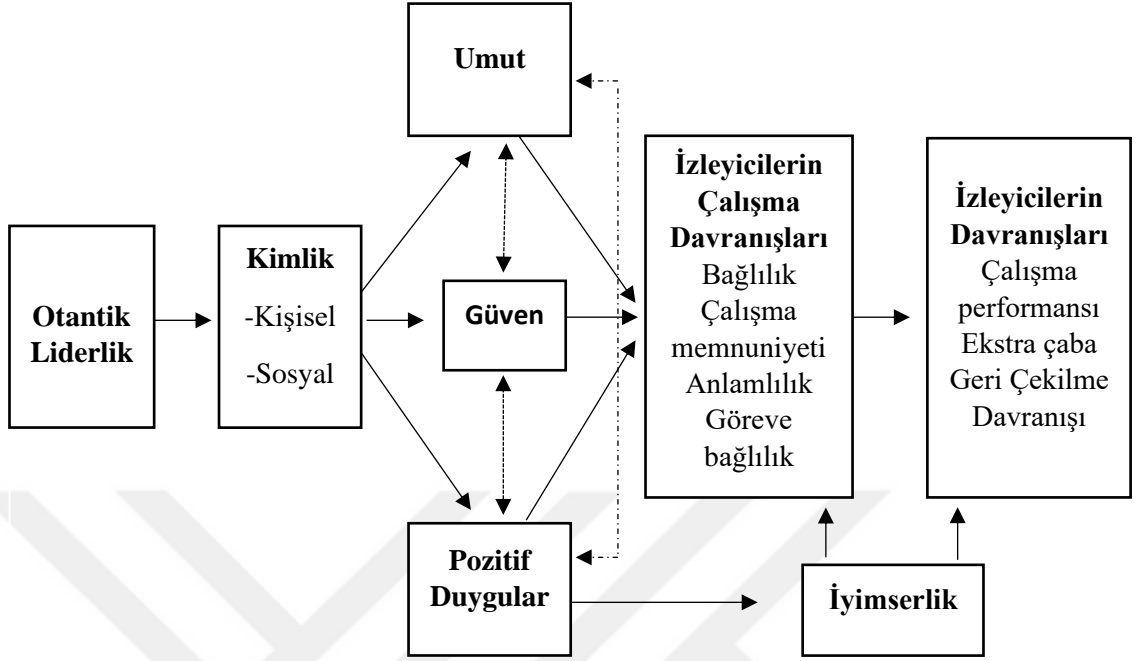 Otantik
Liderlik
Kimlik
-Kişisel
-Sosyal
Umut
Güven
Pozitif
Duygular
İzleyicilerin
Çalışma
Davranışları
Bağlılık
Çalışma
memnuniyeti
Anlamlılık
Göreve
bağlılık
İzleyicilerin
Davranışları
Çalışma
performansı
Ekstra çaba
Geri Çekilme
Davranışı
İyimserlik